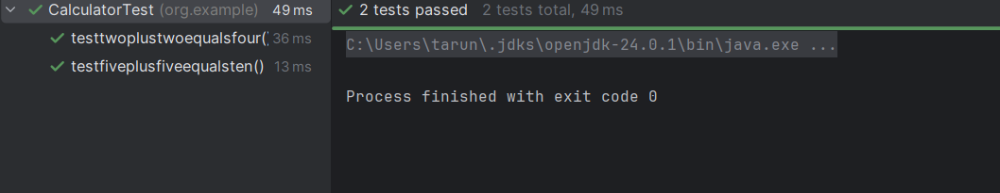 CalculatorTest (org.example) 49 ms
testtwoplustwoequalsfour() 36 ms
testfiveplusfiveequalsten() 13 ms
2 tests passed 2 tests total, 49 ms
C:\Users\tarun\.jdks\openjdk-24.0.1\bin\java.exe ...
Process finished with exit code 0